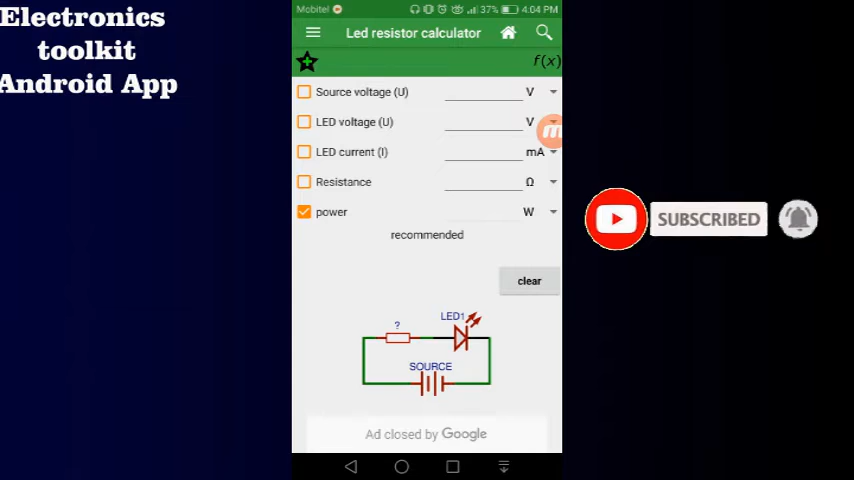 Electronics
toolkit
Android App
Mobitel 37% 4:04 PM
Led resistor calculator
f(x)
Source voltage (U) V
LED voltage (U) V
LED current (I) mA
Resistance Ω
power W
recommended
clear
LED1
?
SOURCE
Ad closed by Google
SUBSCRIBED